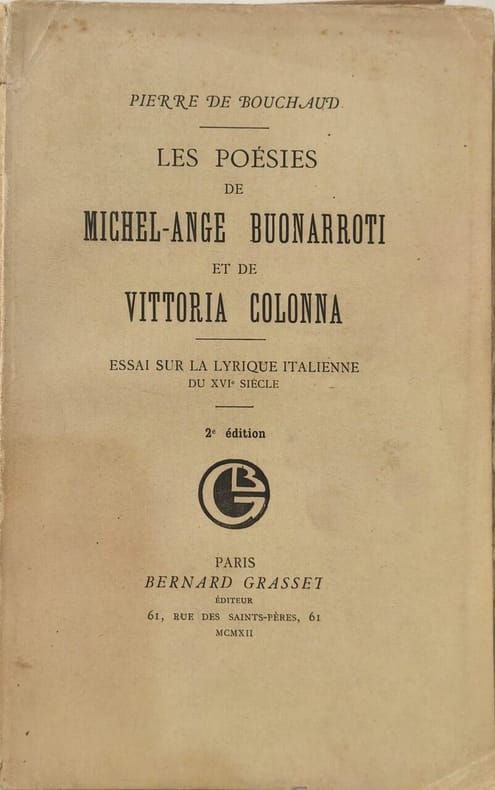 PIERRE DE BOUCHAUD
LES POÉSIES
DE
MICHEL-ANGE BUONARROTI
ET DE
VITTORIA COLONNA
ESSAI SUR LA LYRIQUE ITALIENNE
DU XVIe SIÈCLE
2e édition
BG
PARIS
BERNARD GRASSET
ÉDITEUR
61, RUE DES SAINTS-PÈRES, 61
MCMXII